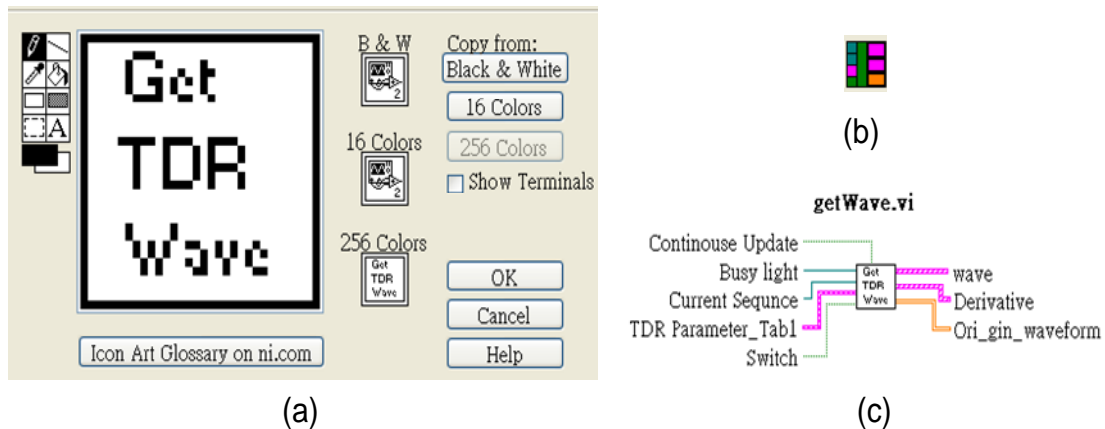 Get
TDR
Wave
B & W
2
16 Colors
2
256 Colors
Get
TDR
Wave
Copy from:
Black & White
16 Colors
256 Colors
Show Terminals
OK
Cancel
Help
A
Icon Art Glossary on ni.com
(a)
(b)
getWave.vi
Continouse Update
Busy light
Current Sequnce
TDR Parameter_Tab1
Switch
Get
TDR
Wave
wave
Derivative
Ori_gin_waveform
(c)